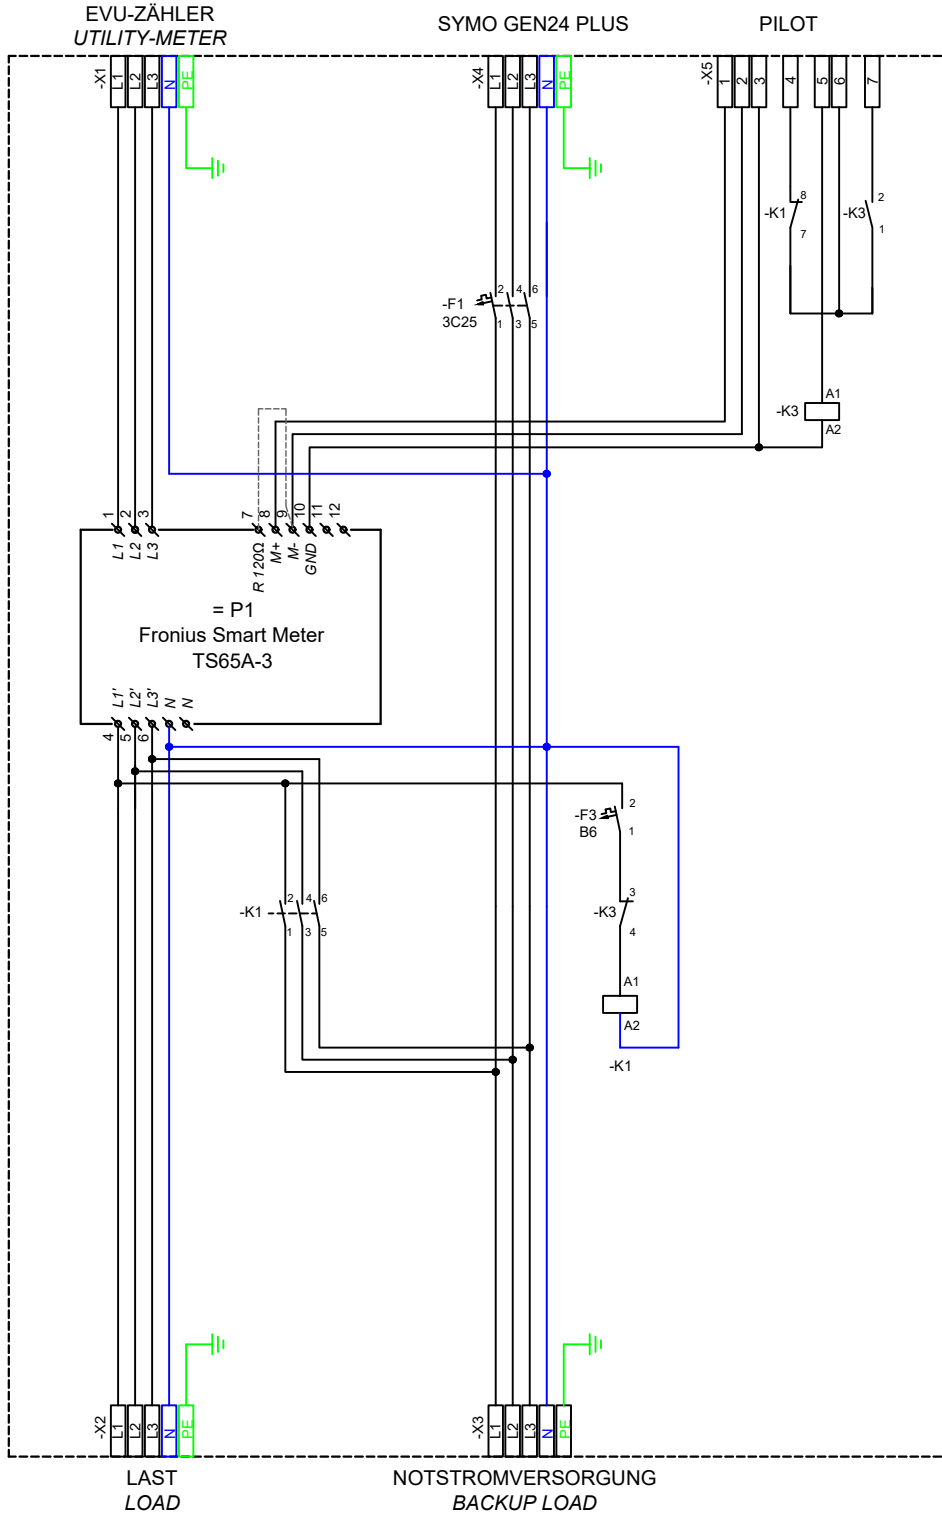 EVU-ZÄHLER
UTILITY-METER
SYMO GEN24 PLUS
PILOT
-X1
L1
L2
L3
N
PE
-X4
L1
L2
L3
N
PE
-X5
1
2
3
4
5
6
7
-K1
8
7
-K3
2
1
-F1
3C25
2
4
6
1
3
5
-K3
A1
A2
1
2
3
7
8
9
10
11
12
L1
L2
L3
R 120Ω
M+
M-
GND
= P1
Fronius Smart Meter
TS65A-3
L1'
L2'
L3'
N
N
4
5
6
-F3
B6
2
1
-K1
2
4
6
1
3
5
-K3
3
4
A1
A2
-K1
-X2
L1
L2
L3
N
PE
-X3
L1
L2
L3
N
PE
LAST
LOAD
NOTSTROMVERSORGUNG
BACKUP LOAD